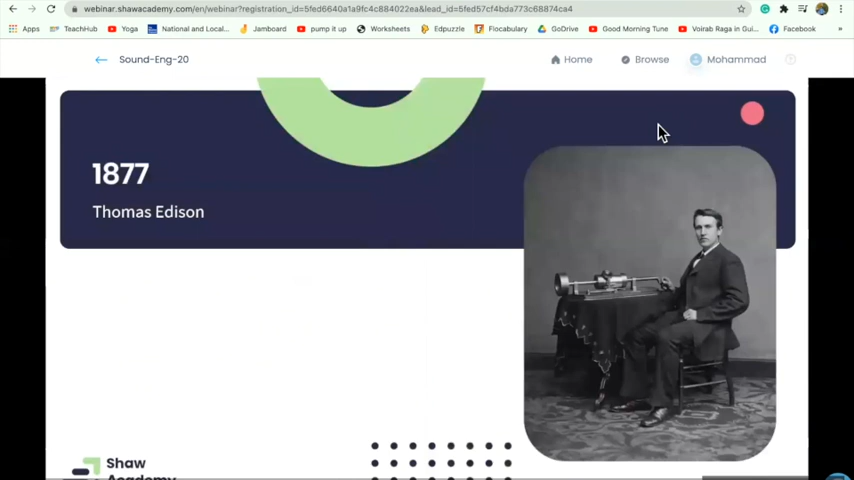 webinar.shawacademy.com/en/webinar?registration_id=5fed6640a1a9fc4c884022ea&lead_id=5fed57cf4bda773c68874ca4
Apps TeachHub Yoga National and Local... Jamboard pump it up Worksheets Edpuzzle Flocabulary GoDrive Good Morning Tune Voirab Raga in Gui... Facebook »
Sound-Eng-20 Home Browse Mohammad
1877
Thomas Edison
Shaw
Academy